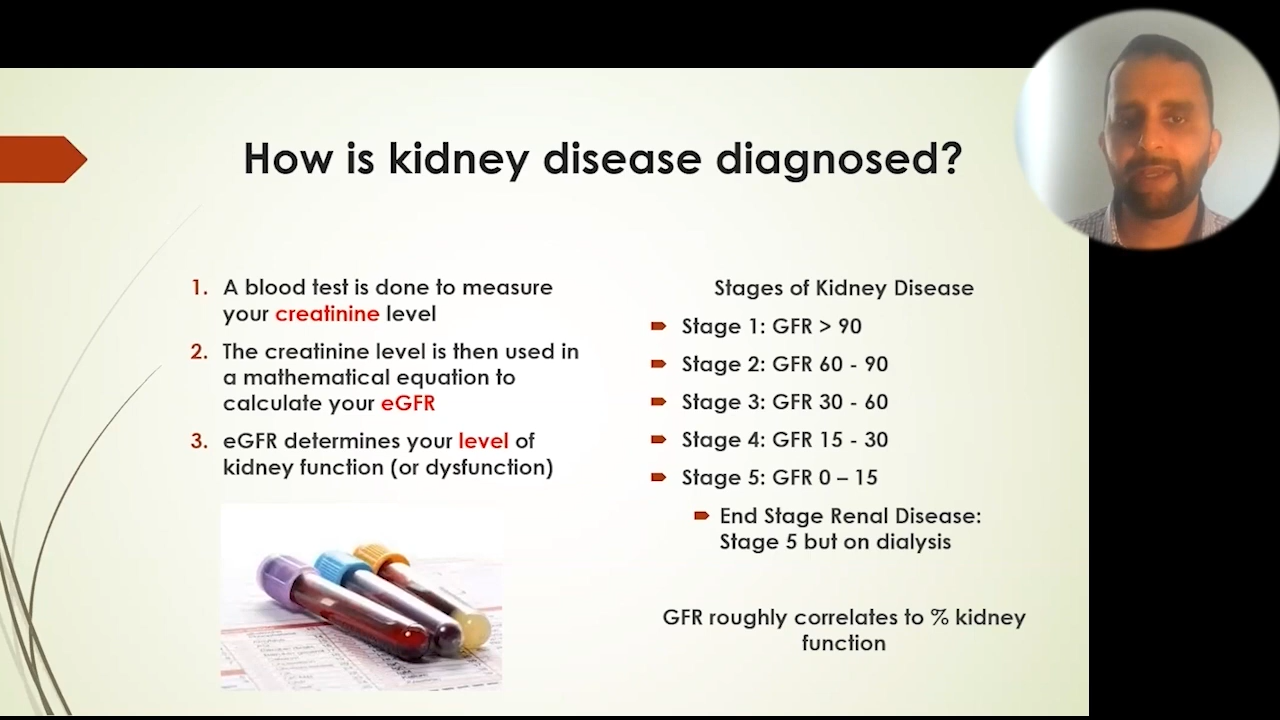 How is kidney disease diagnosed?
1. A blood test is done to measure
your creatinine level
2. The creatinine level is then used in
a mathematical equation to
calculate your eGFR
3. eGFR determines your level of
kidney function (or dysfunction)
Stages of Kidney Disease
Stage 1: GFR > 90
Stage 2: GFR 60 - 90
Stage 3: GFR 30 - 60
Stage 4: GFR 15 - 30
Stage 5: GFR 0 – 15
End Stage Renal Disease:
Stage 5 but on dialysis
GFR roughly correlates to % kidney
function